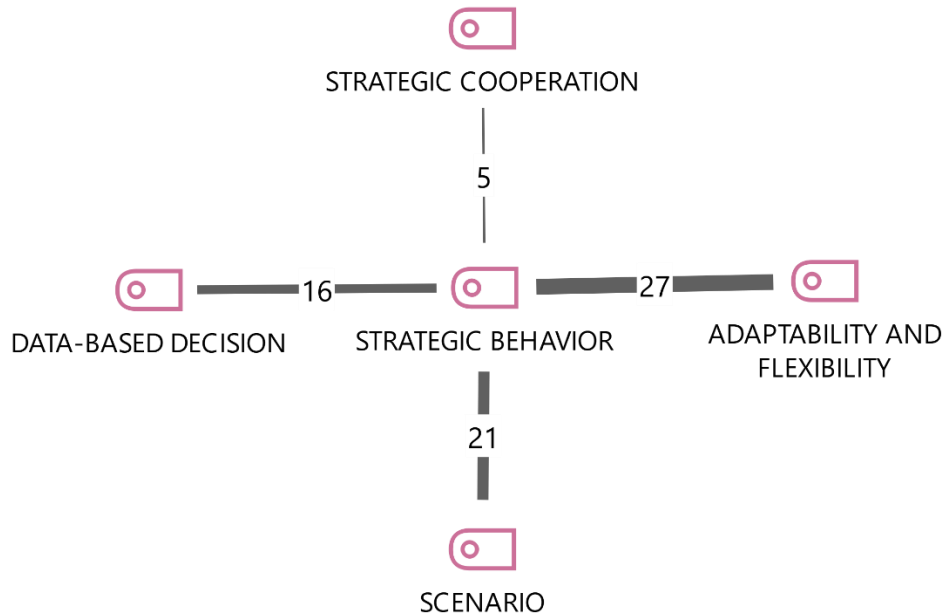 STRATEGIC COOPERATION
5
16
27
DATA-BASED DECISION
STRATEGIC BEHAVIOR
ADAPTABILITY AND
FLEXIBILITY
21
SCENARIO